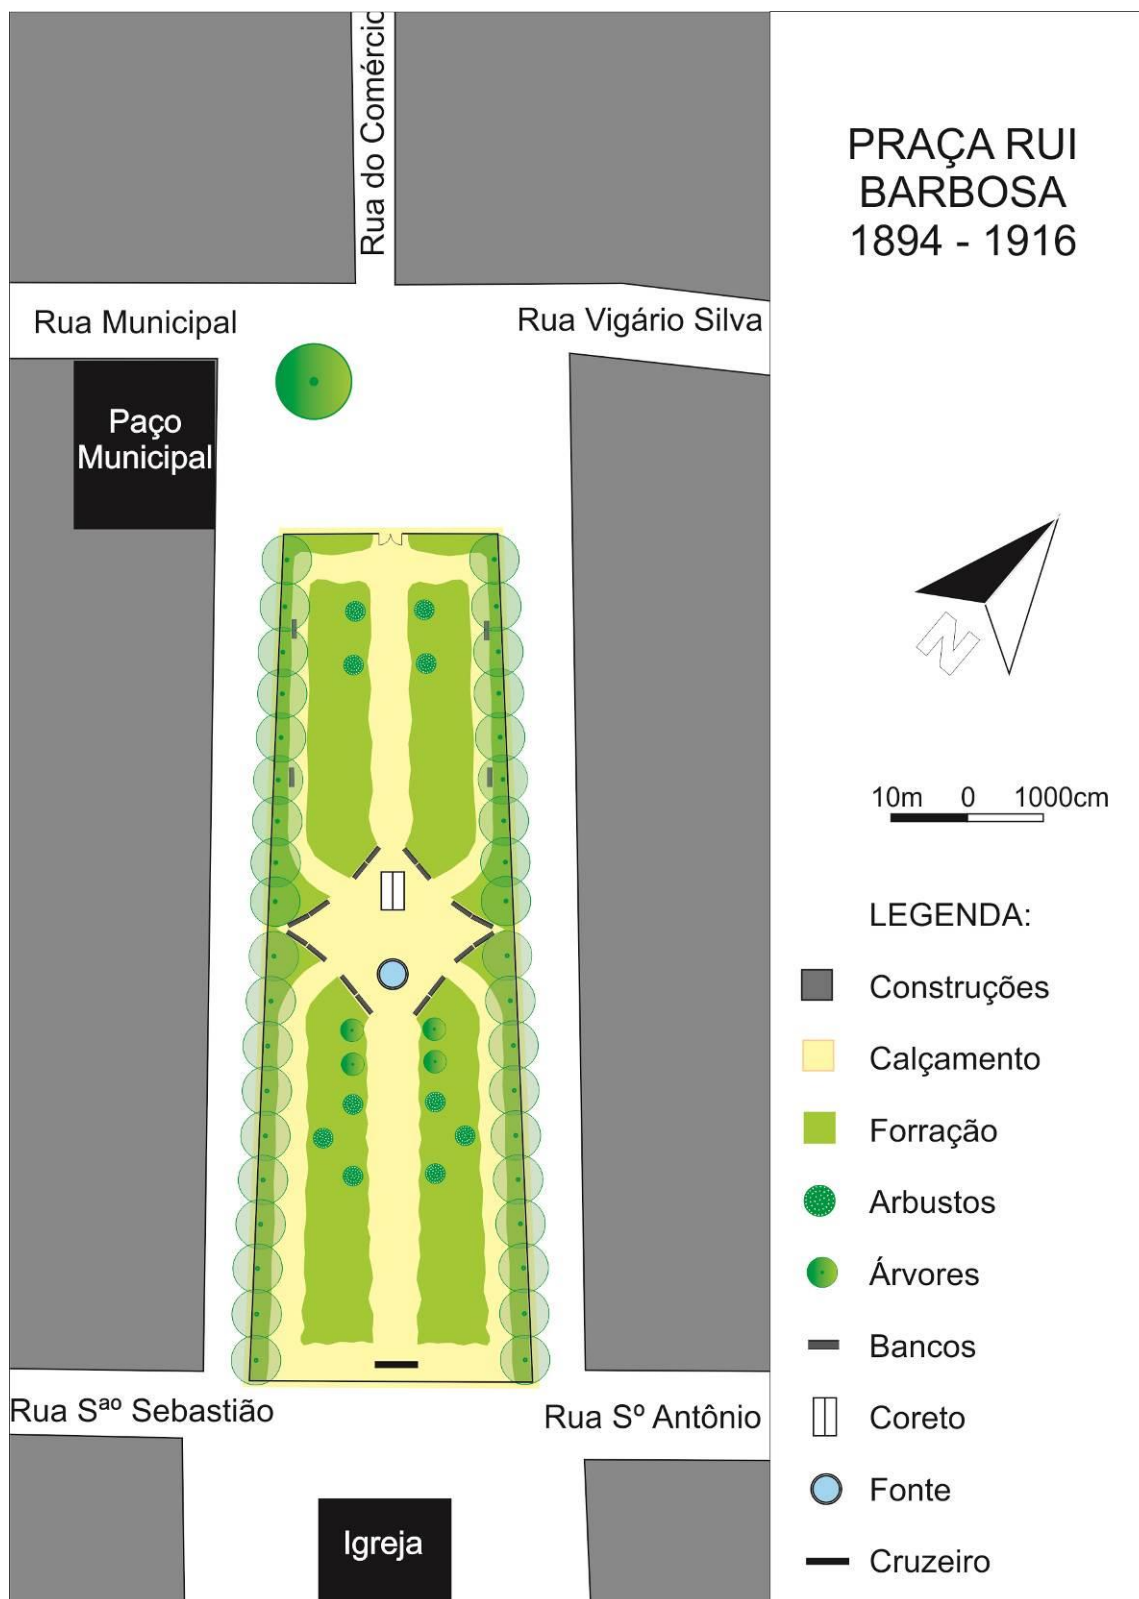 Rua do Comércio
PRAÇA RUI
BARBOSA
1894 - 1916
Rua Municipal
Rua Vigário Silva
Paço
Municipal
N
10m 0 1000cm
LEGENDA:
Construções
Calçamento
Forração
Arbustos
Árvores
Bancos
Coreto
Fonte
Cruzeiro
Rua Sªº Sebastião
Rua Sº Antônio
Igreja